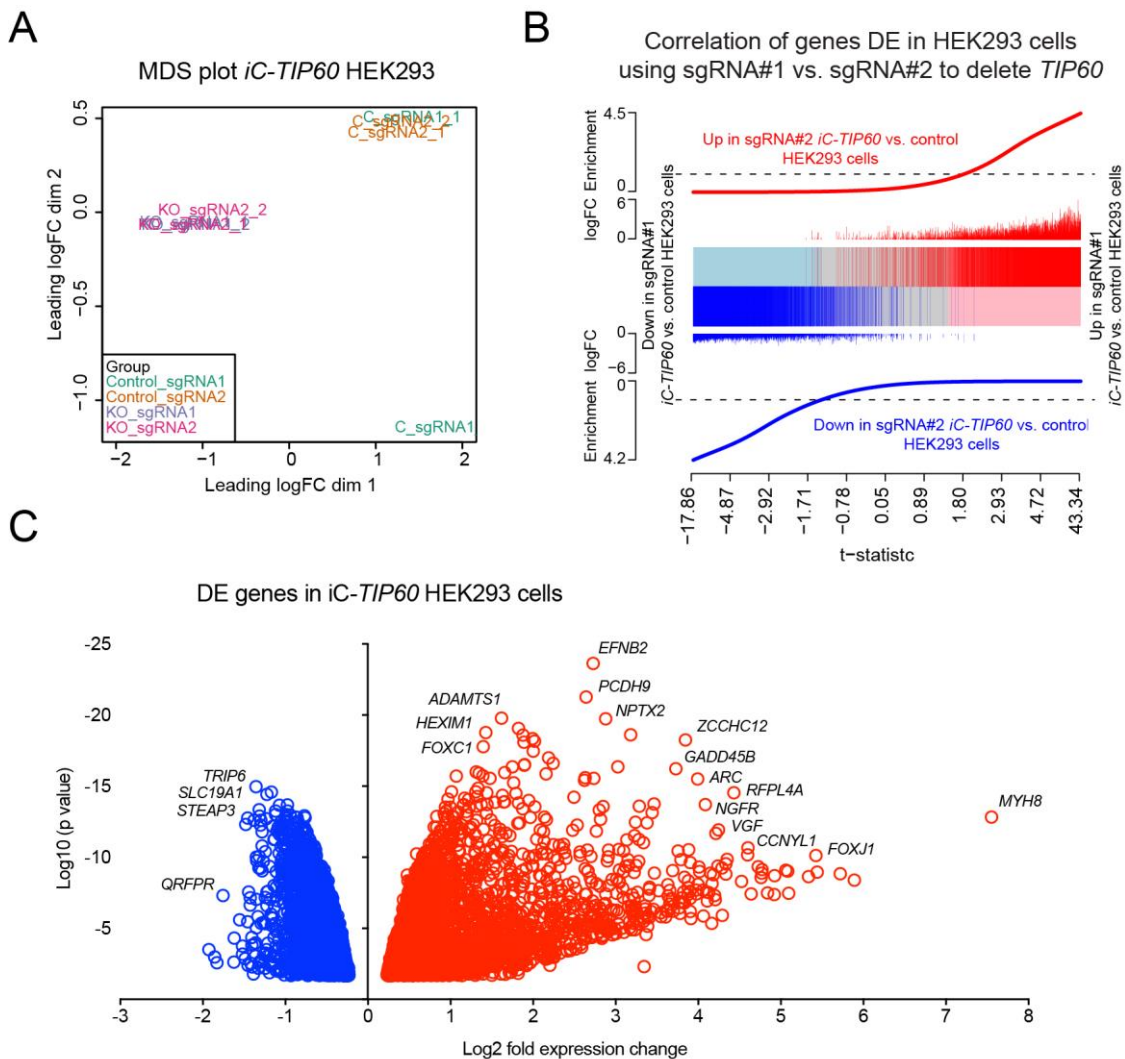 A
MDS plot iC-TIP60 HEK293
0.5
0.0
−0.5
−1.0
Leading logFC dim 2
C_sgRNA1_1
C_sgRNA2_2
C_sgRNA2_1
KO_sgRNA2_2
C_sgRNA1
Group
Control_sgRNA1
Control_sgRNA2
KO_sgRNA1
KO_sgRNA2
−2
−1
0
1
2
Leading logFC dim 1
B
Correlation of genes DE in HEK293 cells
using sgRNA#1 vs. sgRNA#2 to delete TIP60
4.5
0
Enrichment
Up in sgRNA#2 iC-TIP60 vs. control
HEK293 cells
6
0
logFC
Down in sgRNA#1
iC-TIP60 vs. control HEK293 cells
Up in sgRNA#1
iC-TIP60 vs. control HEK293 cells
0
−6
logFC
0
4.2
Enrichment
Down in sgRNA#2 iC-TIP60 vs. control
HEK293 cells
−17.86
−4.87
−2.92
−1.71
−0.78
0.05
0.89
1.80
2.93
4.72
43.34
t−statistc
C
DE genes in iC-TIP60 HEK293 cells
-25
-20
-15
-10
-5
Log10 (p value)
EFNB2
PCDH9
ADAMTS1
NPTX2
HEXIM1
ZCCHC12
FOXC1
GADD45B
TRIP6
ARC
SLC19A1
RFPL4A
STEAP3
NGFR
MYH8
VGF
CCNYL1
FOXJ1
QRFPR
-3
-2
-1
0
1
2
3
4
5
6
7
8
Log2 fold expression change